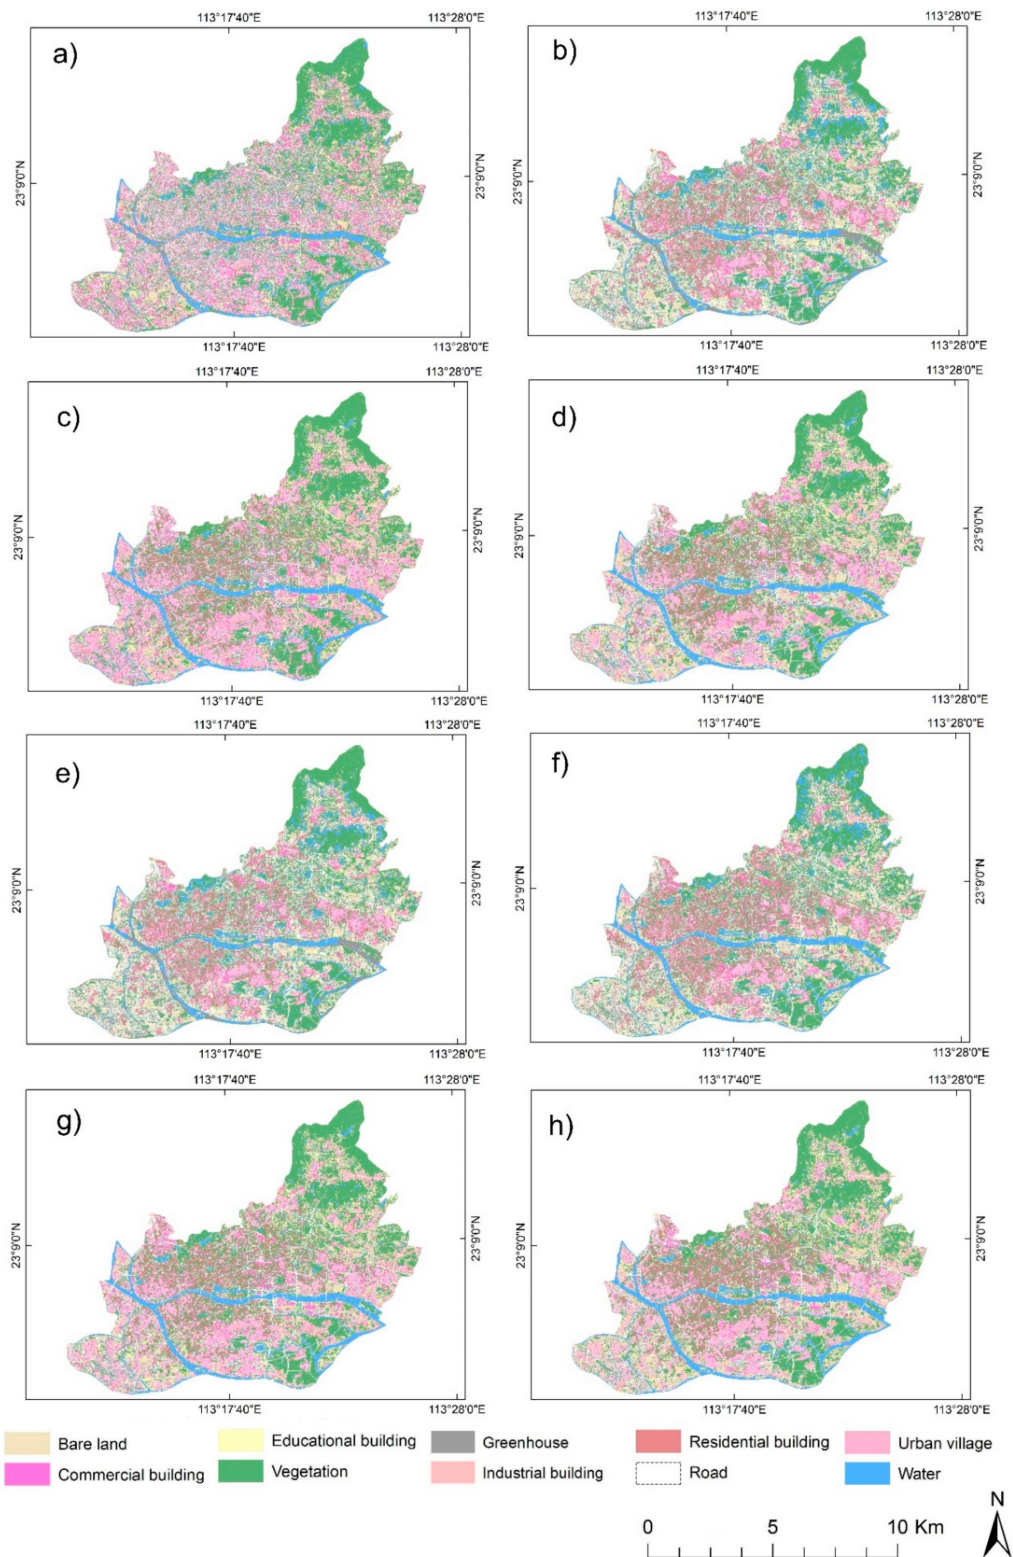 113°17'40"E 113°28'0"E 113°17'40"E 113°28'0"E
a) b)
23°9'0"N 23°9'0"N 23°9'0"N 23°9'0"N
113°17'40"E 113°28'0"E 113°17'40"E 113°28'0"E
113°17'40"E 113°28'0"E 113°17'40"E 113°28'0"E
c) d)
23°9'0"N 23°9'0"N 23°9'0"N 23°9'0"N
113°17'40"E 113°28'0"E 113°17'40"E 113°28'0"E
113°17'40"E 113°28'0"E 113°17'40"E 113°28'0"E
e) f)
23°9'0"N 23°9'0"N 23°9'0"N 23°9'0"N
113°17'40"E 113°28'0"E 113°17'40"E 113°28'0"E
113°17'40"E 113°28'0"E 113°17'40"E 113°28'0"E
g) h)
23°9'0"N 23°9'0"N 23°9'0"N 23°9'0"N
113°17'40"E 113°28'0"E 113°17'40"E 113°28'0"E
Bare land Educational building Greenhouse Residential building Urban village
Commercial building Vegetation Industrial building Road Water
N
0 5 10 Km